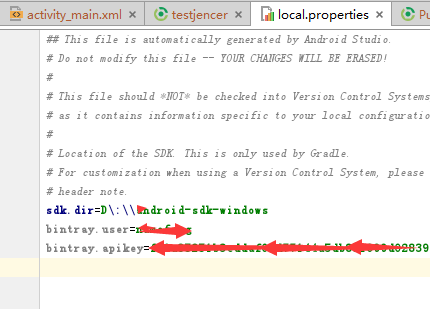 activity_main.xml
testjencer
local.properties
## This file is automatically generated by Android Studio.
# Do not modify this file -- YOUR CHANGES WILL BE ERASED!
#
# This file should *NOT* be checked into Version Control Systems
# as it contains information specific to your local configuratio
#
# Location of the SDK. This is only used by Gradle.
# For customization when using a Version Control System, please
# header note.
sdk.dir=D\:\\android-sdk-windows
bintray.user=
bintray.apikey=